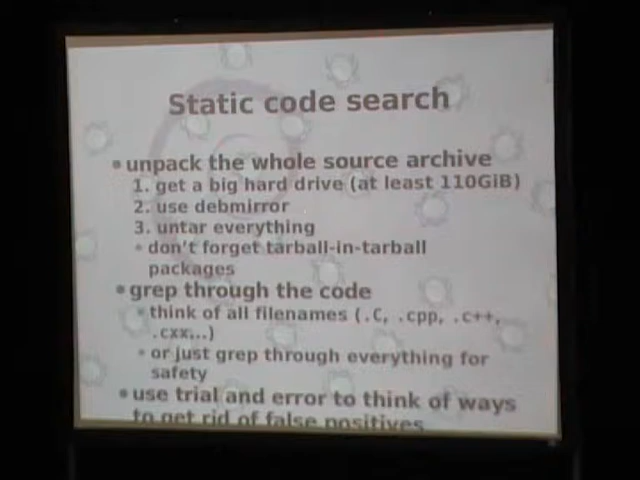 Static code search
unpack the whole source archive
1. get a big hard drive (at least 110GiB)
2. use debmirror
3. untar everything
don't forget tarball-in-tarball
packages
grep through the code
think of all filenames (.C, .cpp, .c++,
.cxx...)
or just grep through everything for
safety
use trial and error to think of ways
to get rid of false positives